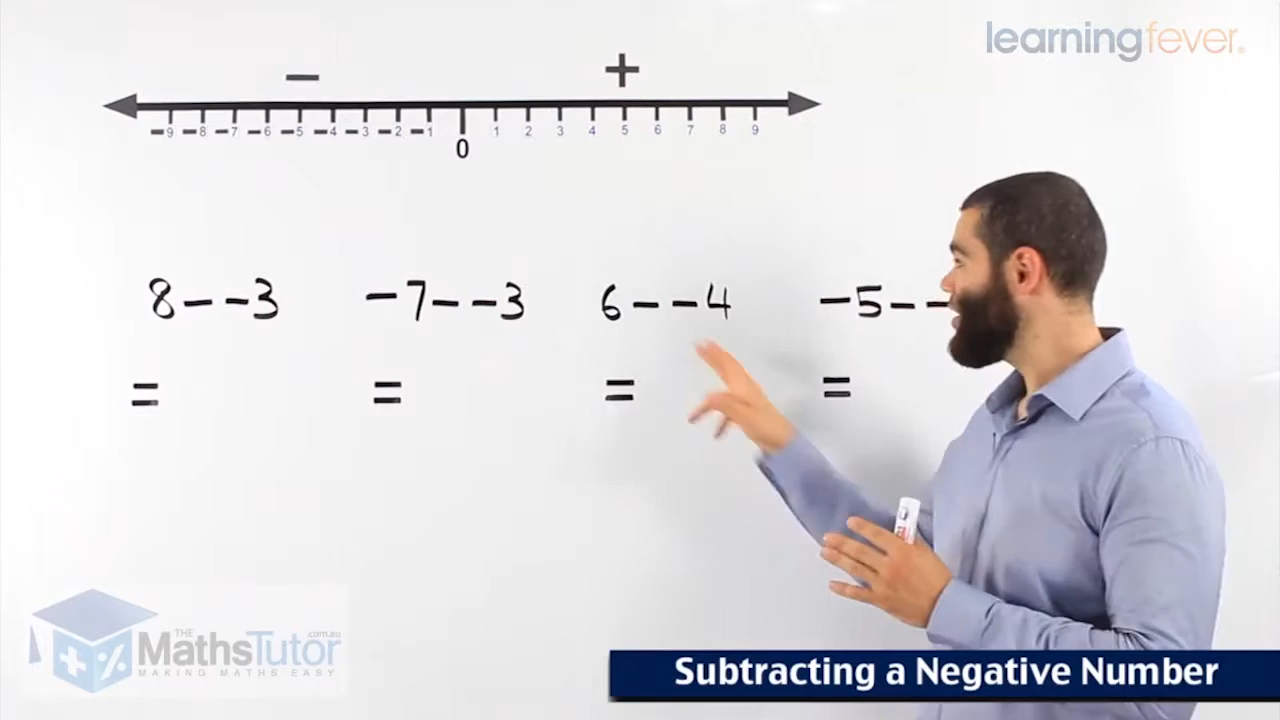 learningfever.
− +
-9 -8 -7 -6 -5 -4 -3 -2 -1 0 1 2 3 4 5 6 7 8 9
8 - -3 -7 - -3 6 - -4 -5 - -
= = = =
THE MathsTutor .com.au
MAKING MATHS EASY
Subtracting a Negative Number